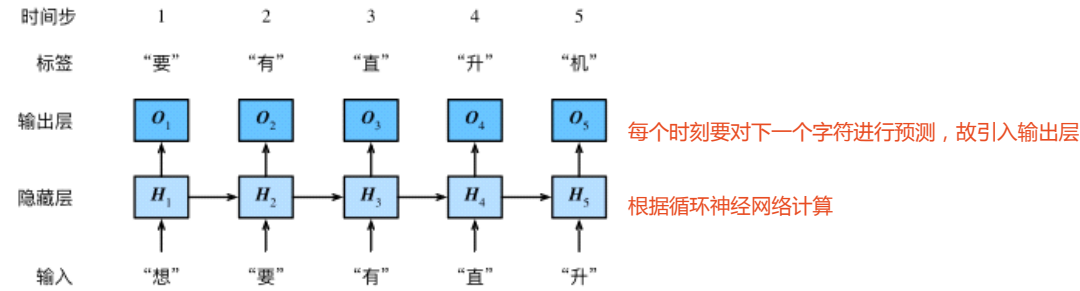 时间步 1 2 3 4 5
标签 “要” “有” “直” “升” “机”
输出层 O1 O2 O3 O4 O5
每个时刻要对下一个字符进行预测，故引入输出层
隐藏层 H1 H2 H3 H4 H5
根据循环神经网络计算
输入 “想” “要” “有” “直” “升”